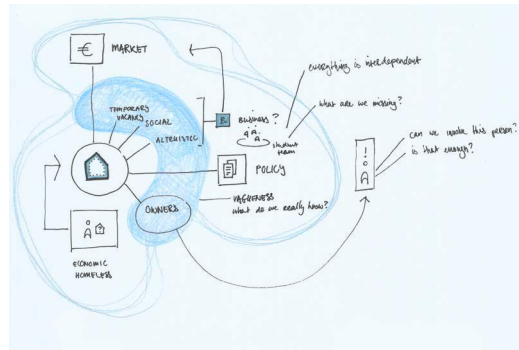 € MARKET
everything is interdependent
what are we missing?
TEMPORARY
VACANCY
SOCIAL
ALTRUISTIC
Business?
student
team
can we involve this person?
is that enough?
!
POLICY
VAGUENESS
what do we really know?
OWNERS
?
ECONOMIC
HOMELESS